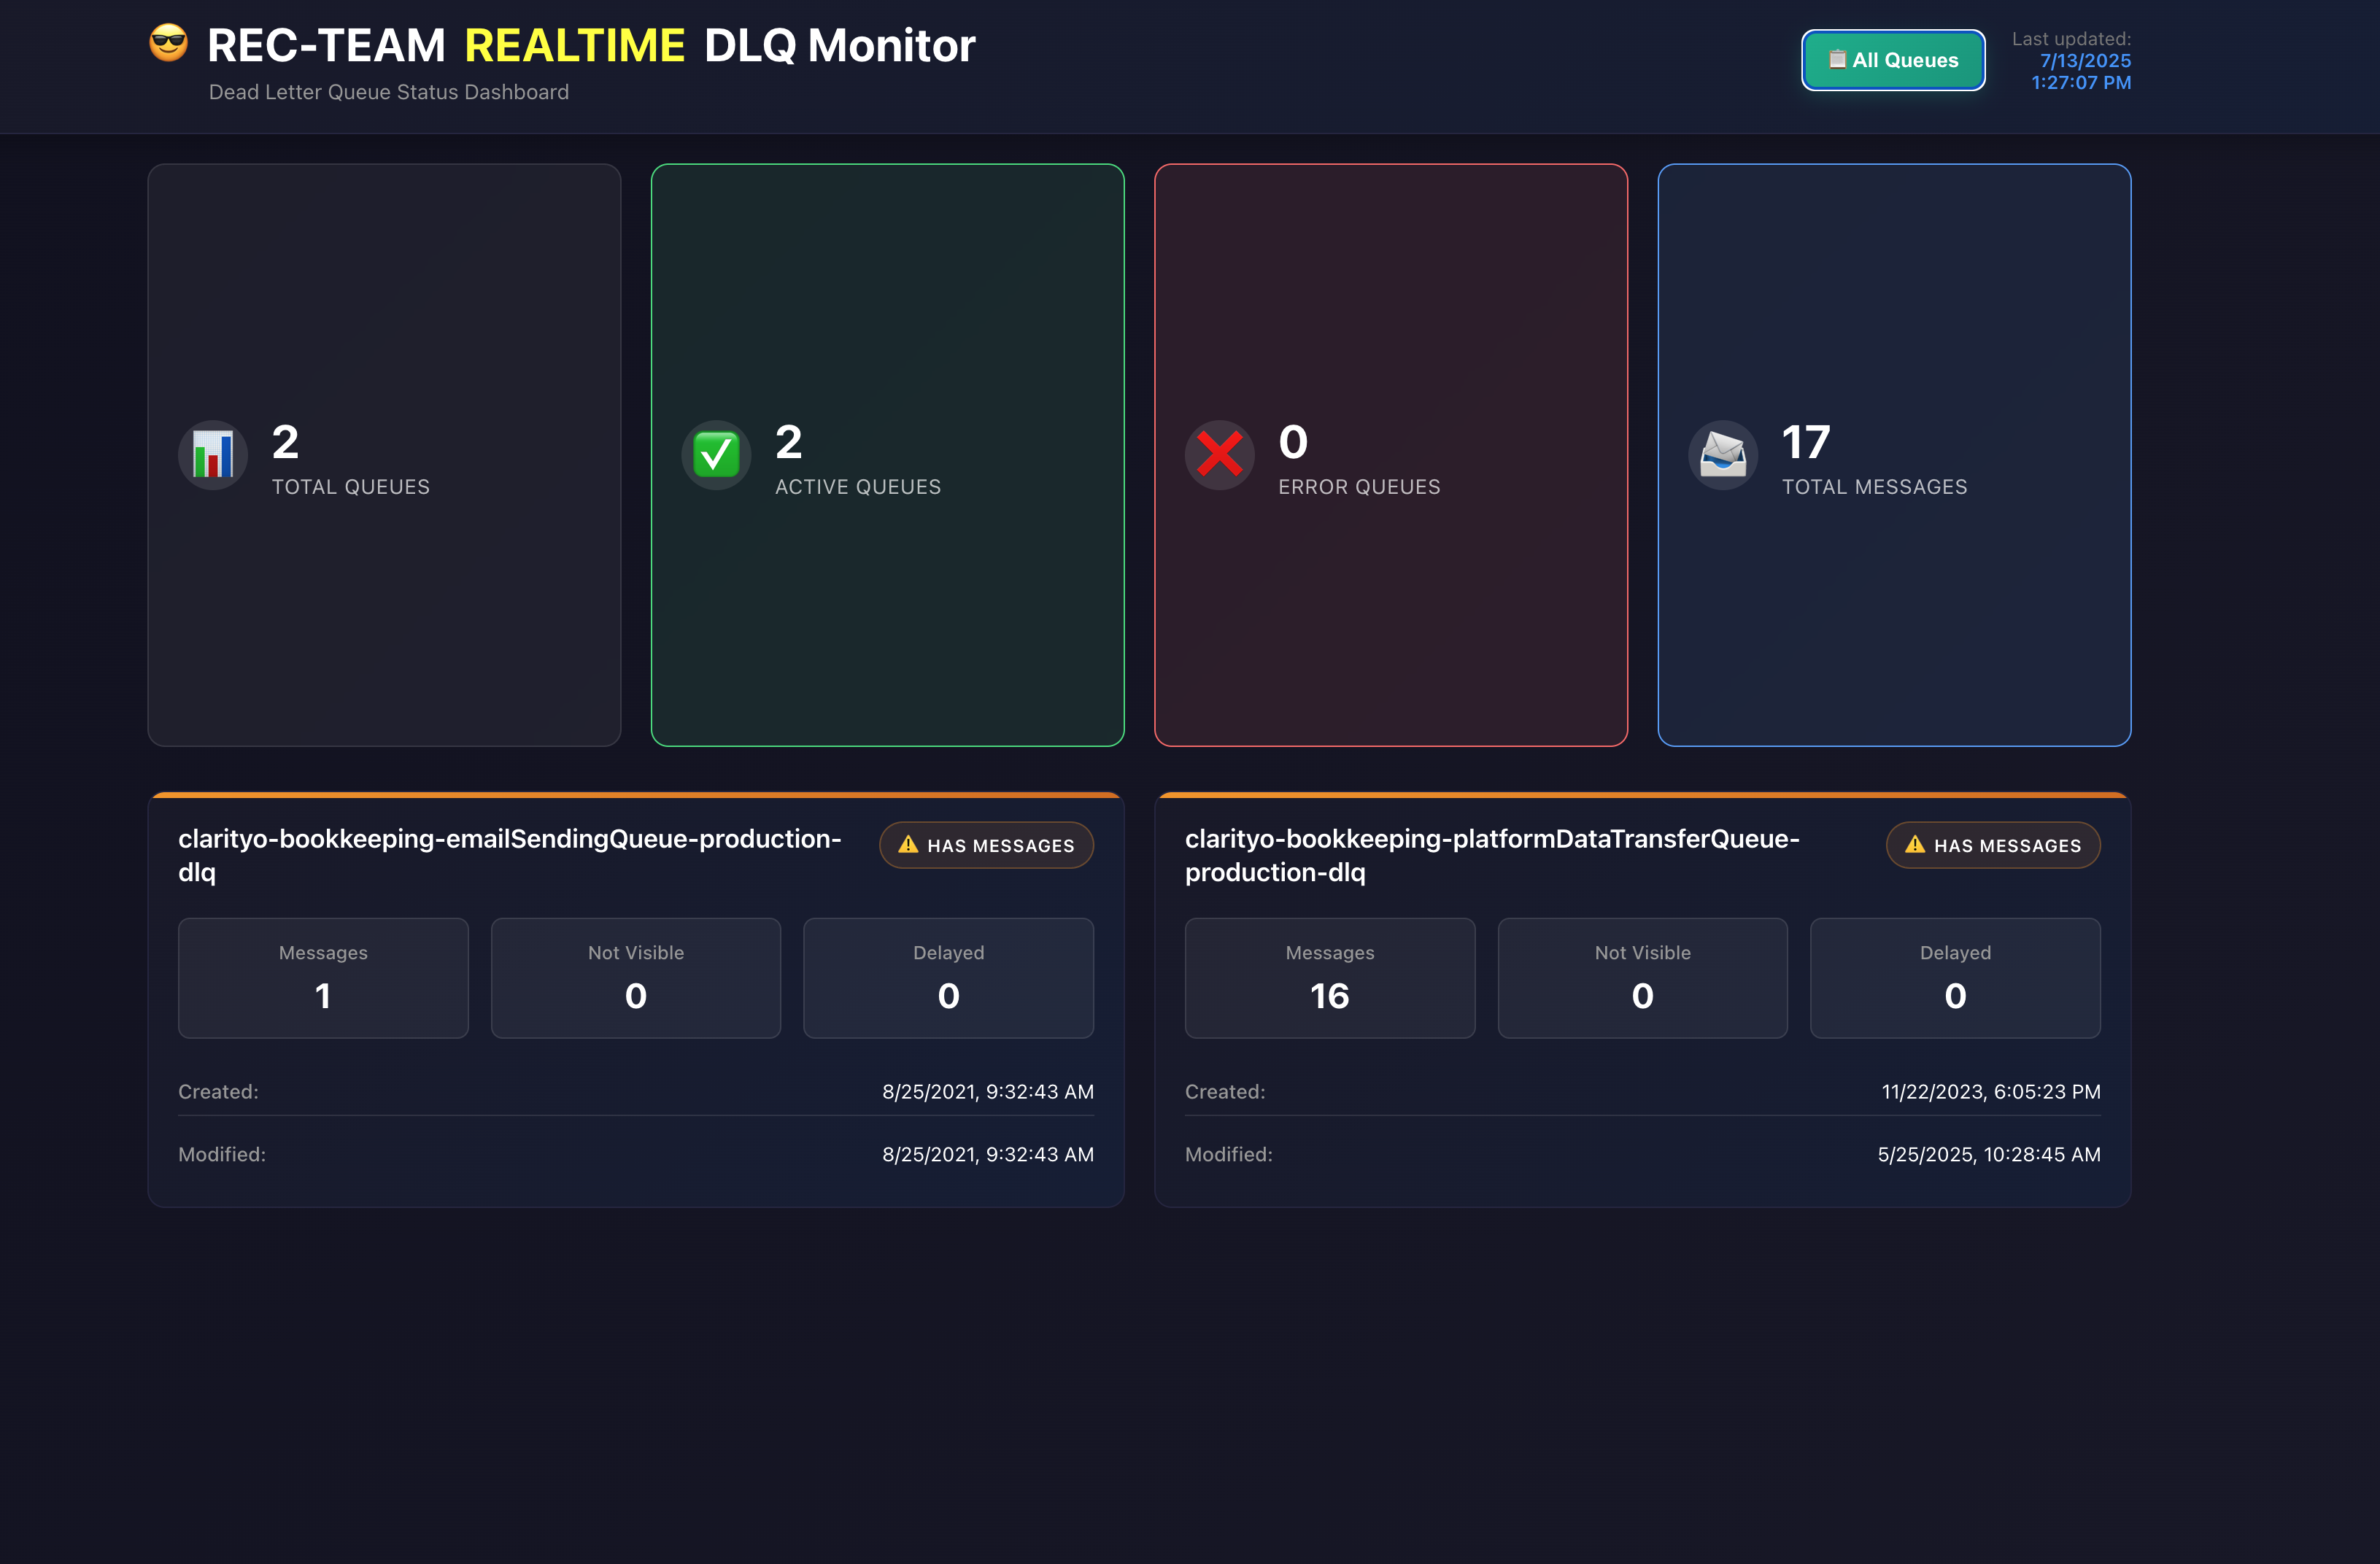 REC-TEAM REALTIME DLQ Monitor
Dead Letter Queue Status Dashboard
All Queues
Last updated:
7/13/2025
1:27:07 PM
2
TOTAL QUEUES
2
ACTIVE QUEUES
0
ERROR QUEUES
17
TOTAL MESSAGES
clarityo-bookkeeping-emailSendingQueue-production-
dlq
HAS MESSAGES
Messages
1
Not Visible
0
Delayed
0
Created:
8/25/2021, 9:32:43 AM
Modified:
8/25/2021, 9:32:43 AM
clarityo-bookkeeping-platformDataTransferQueue-
production-dlq
HAS MESSAGES
Messages
16
Not Visible
0
Delayed
0
Created:
11/22/2023, 6:05:23 PM
Modified:
5/25/2025, 10:28:45 AM